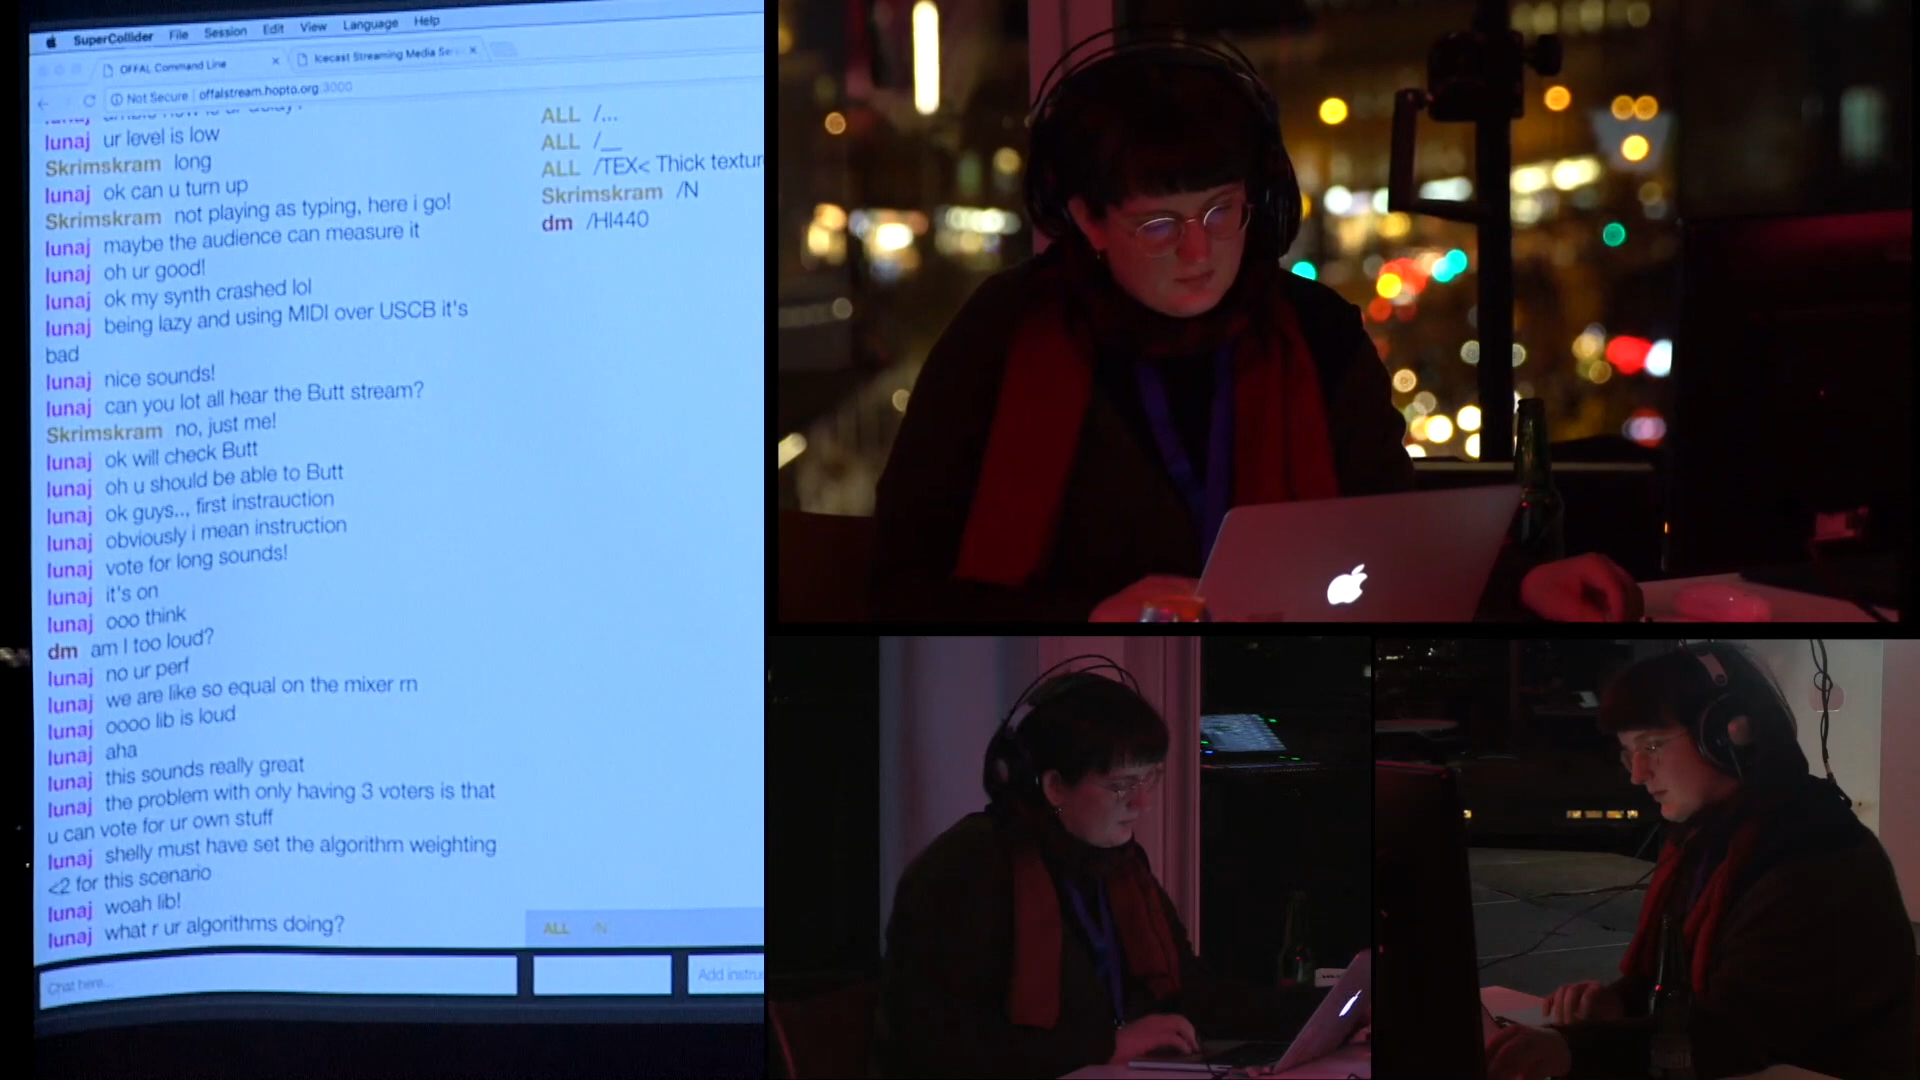 SuperCollider File Session Edit View Language Help
OFFAL Command Line
Icecast Streaming Media Se
Not Secure offalstream.hopto.org:3000
lunaj ur level is low
Skrimskram long
lunaj ok can u turn up
Skrimskram not playing as typing, here i go!
lunaj maybe the audience can measure it
lunaj oh ur good!
lunaj ok my synth crashed lol
lunaj being lazy and using MIDI over USCB it's
bad
lunaj nice sounds!
lunaj can you lot all hear the Butt stream?
Skrimskram no, just me!
lunaj ok will check Butt
lunaj oh u should be able to Butt
lunaj ok guys.., first instrauction
lunaj obviously i mean instruction
lunaj vote for long sounds!
lunaj it's on
lunaj ooo think
dm am I too loud?
lunaj no ur perf
lunaj we are like so equal on the mixer rn
lunaj oooo lib is loud
lunaj aha
lunaj this sounds really great
lunaj the problem with only having 3 voters is that
u can vote for ur own stuff
lunaj shelly must have set the algorithm weighting
<2 for this scenario
lunaj woah lib!
lunaj what r ur algorithms doing?
Chat here...
ALL /...
ALL /__
ALL /TEX< Thick textur
Skrimskram /N
dm /HI440
ALL /N
Add instru